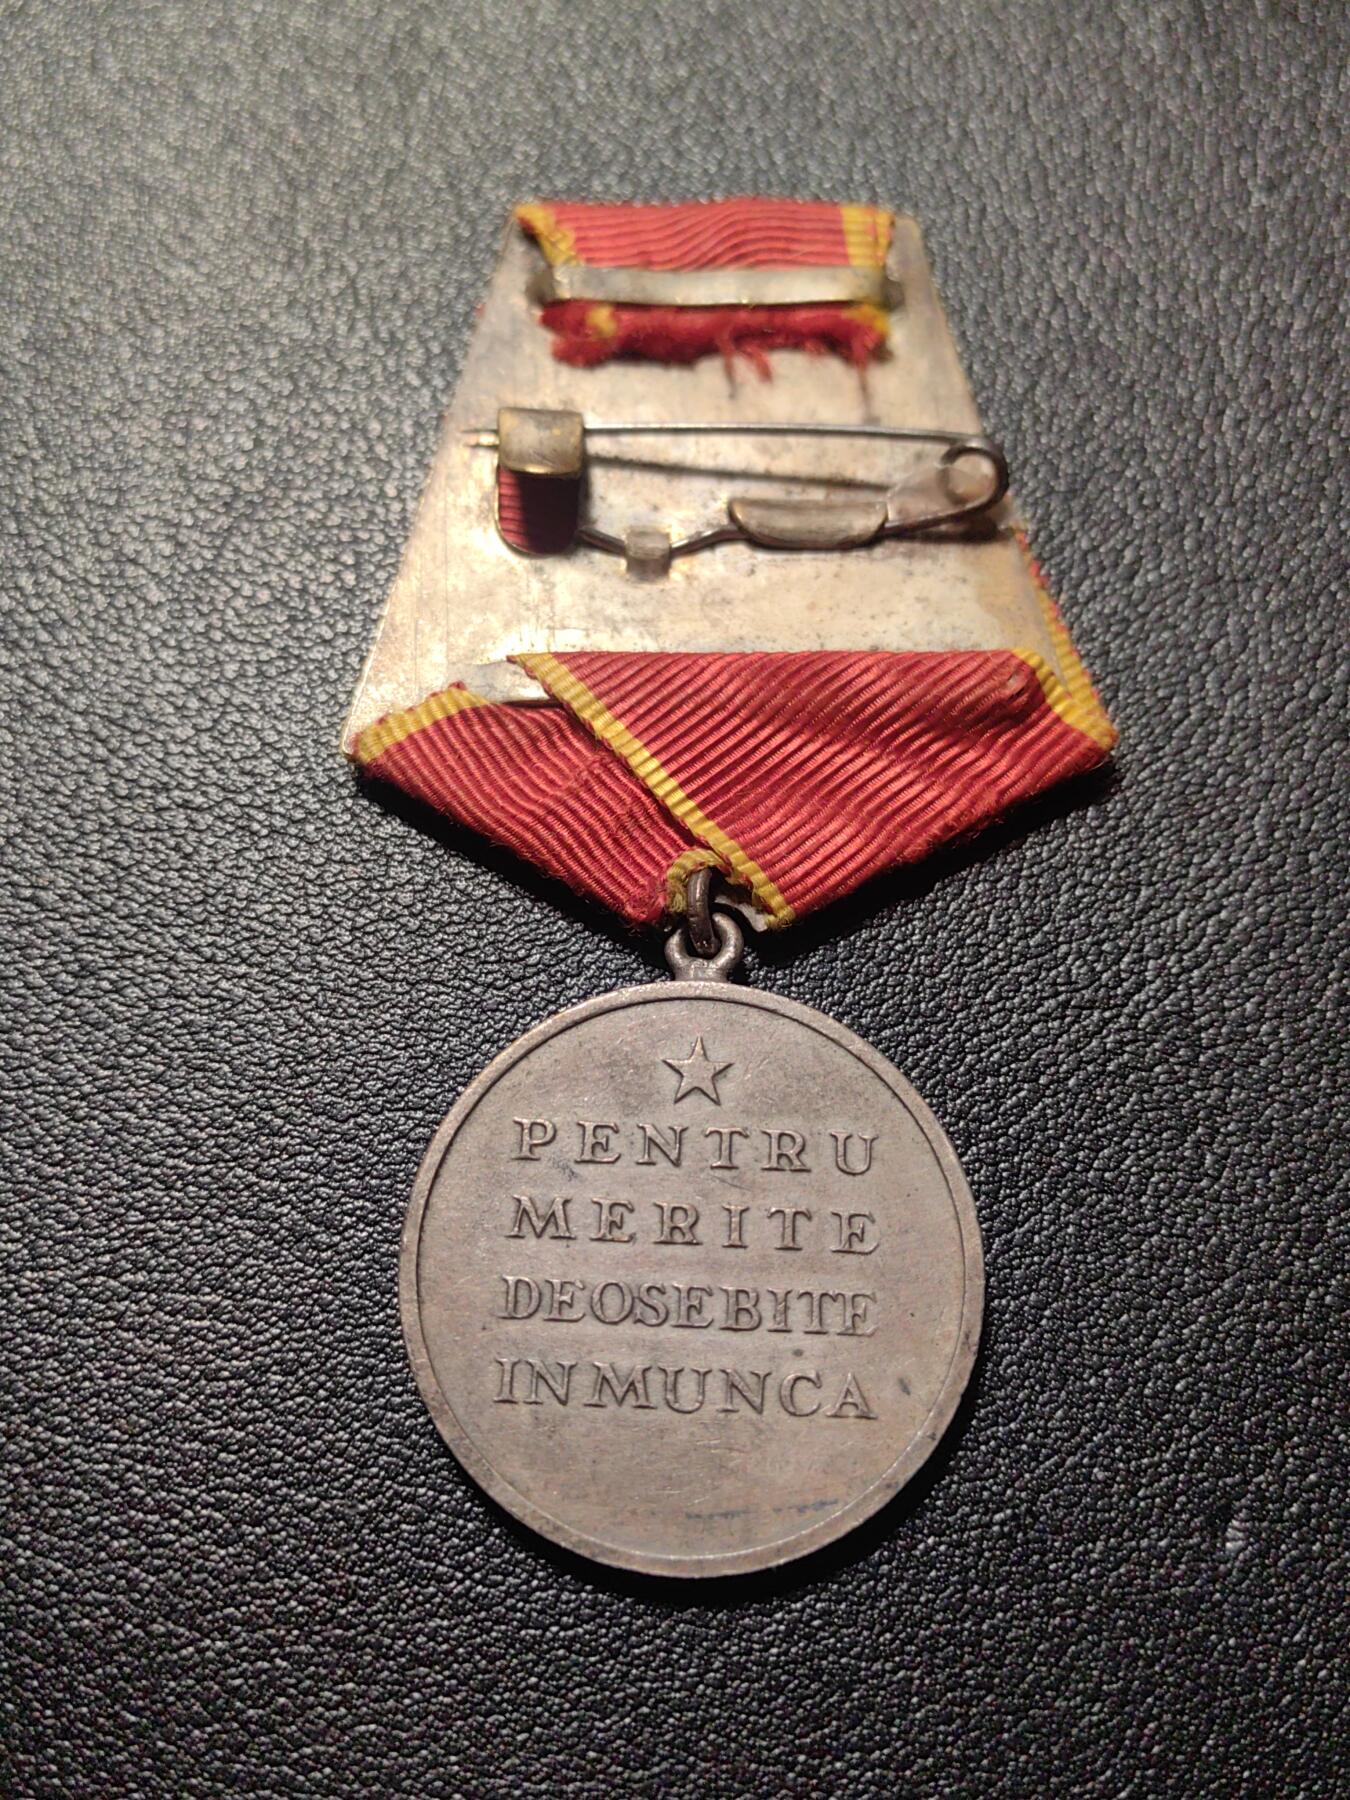 PENTRU
MERITE
DEOSEBITE
IN MUNCA